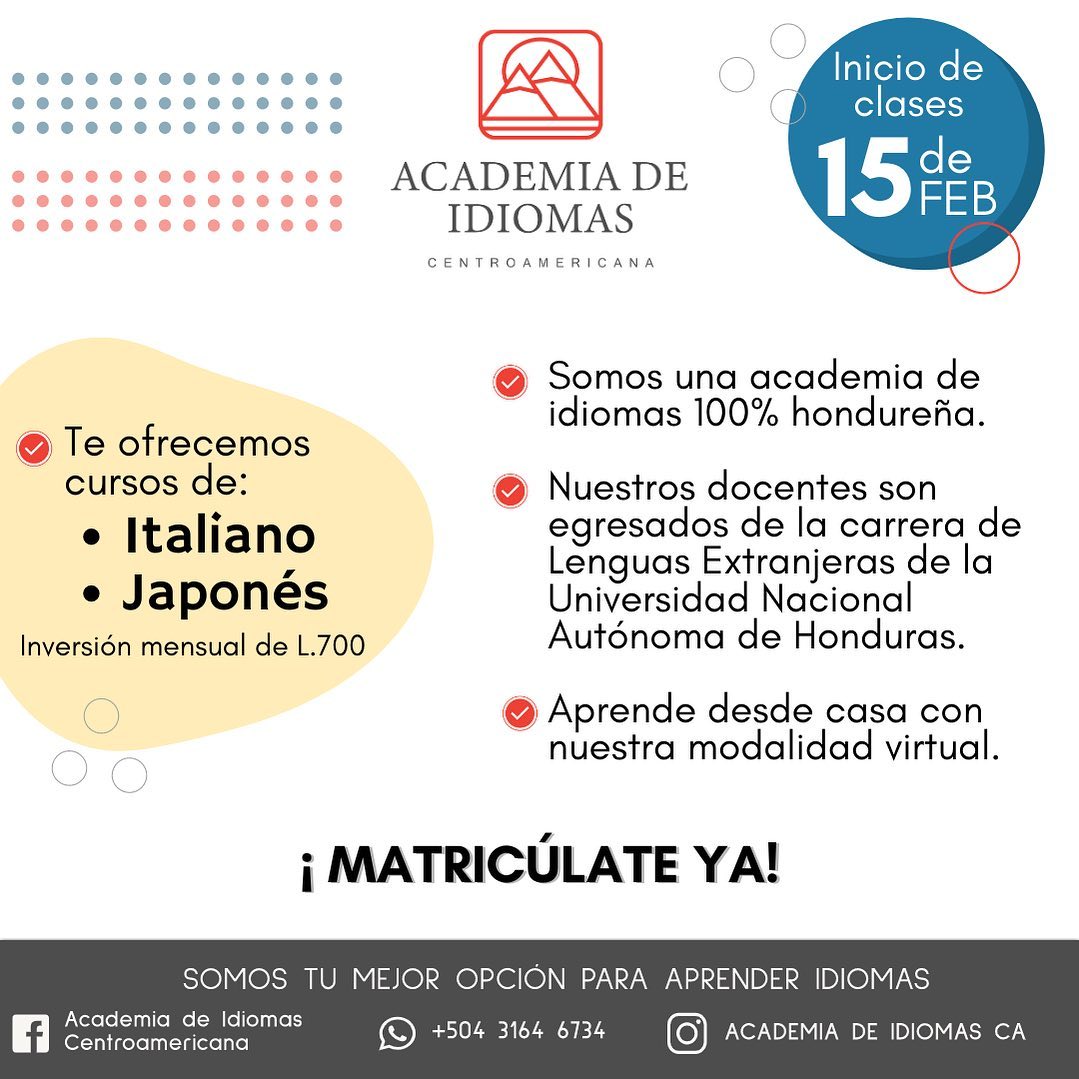 ACADEMIA DE
IDIOMAS
CENTROAMERICANA
Inicio de
clases
15 de
FEB
Te ofrecemos
cursos de:
• Italiano
• Japonés
Inversión mensual de L.700
Somos una academia de
idiomas 100% hondureña.
Nuestros docentes son
egresados de la carrera de
Lenguas Extranjeras de la
Universidad Nacional
Autónoma de Honduras.
Aprende desde casa con
nuestra modalidad virtual.
¡ MATRICÚLATE YA!
SOMOS TU MEJOR OPCIÓN PARA APRENDER IDIOMAS
Academia de Idiomas
Centroamericana
+504 3164 6734
ACADEMIA DE IDIOMAS CA